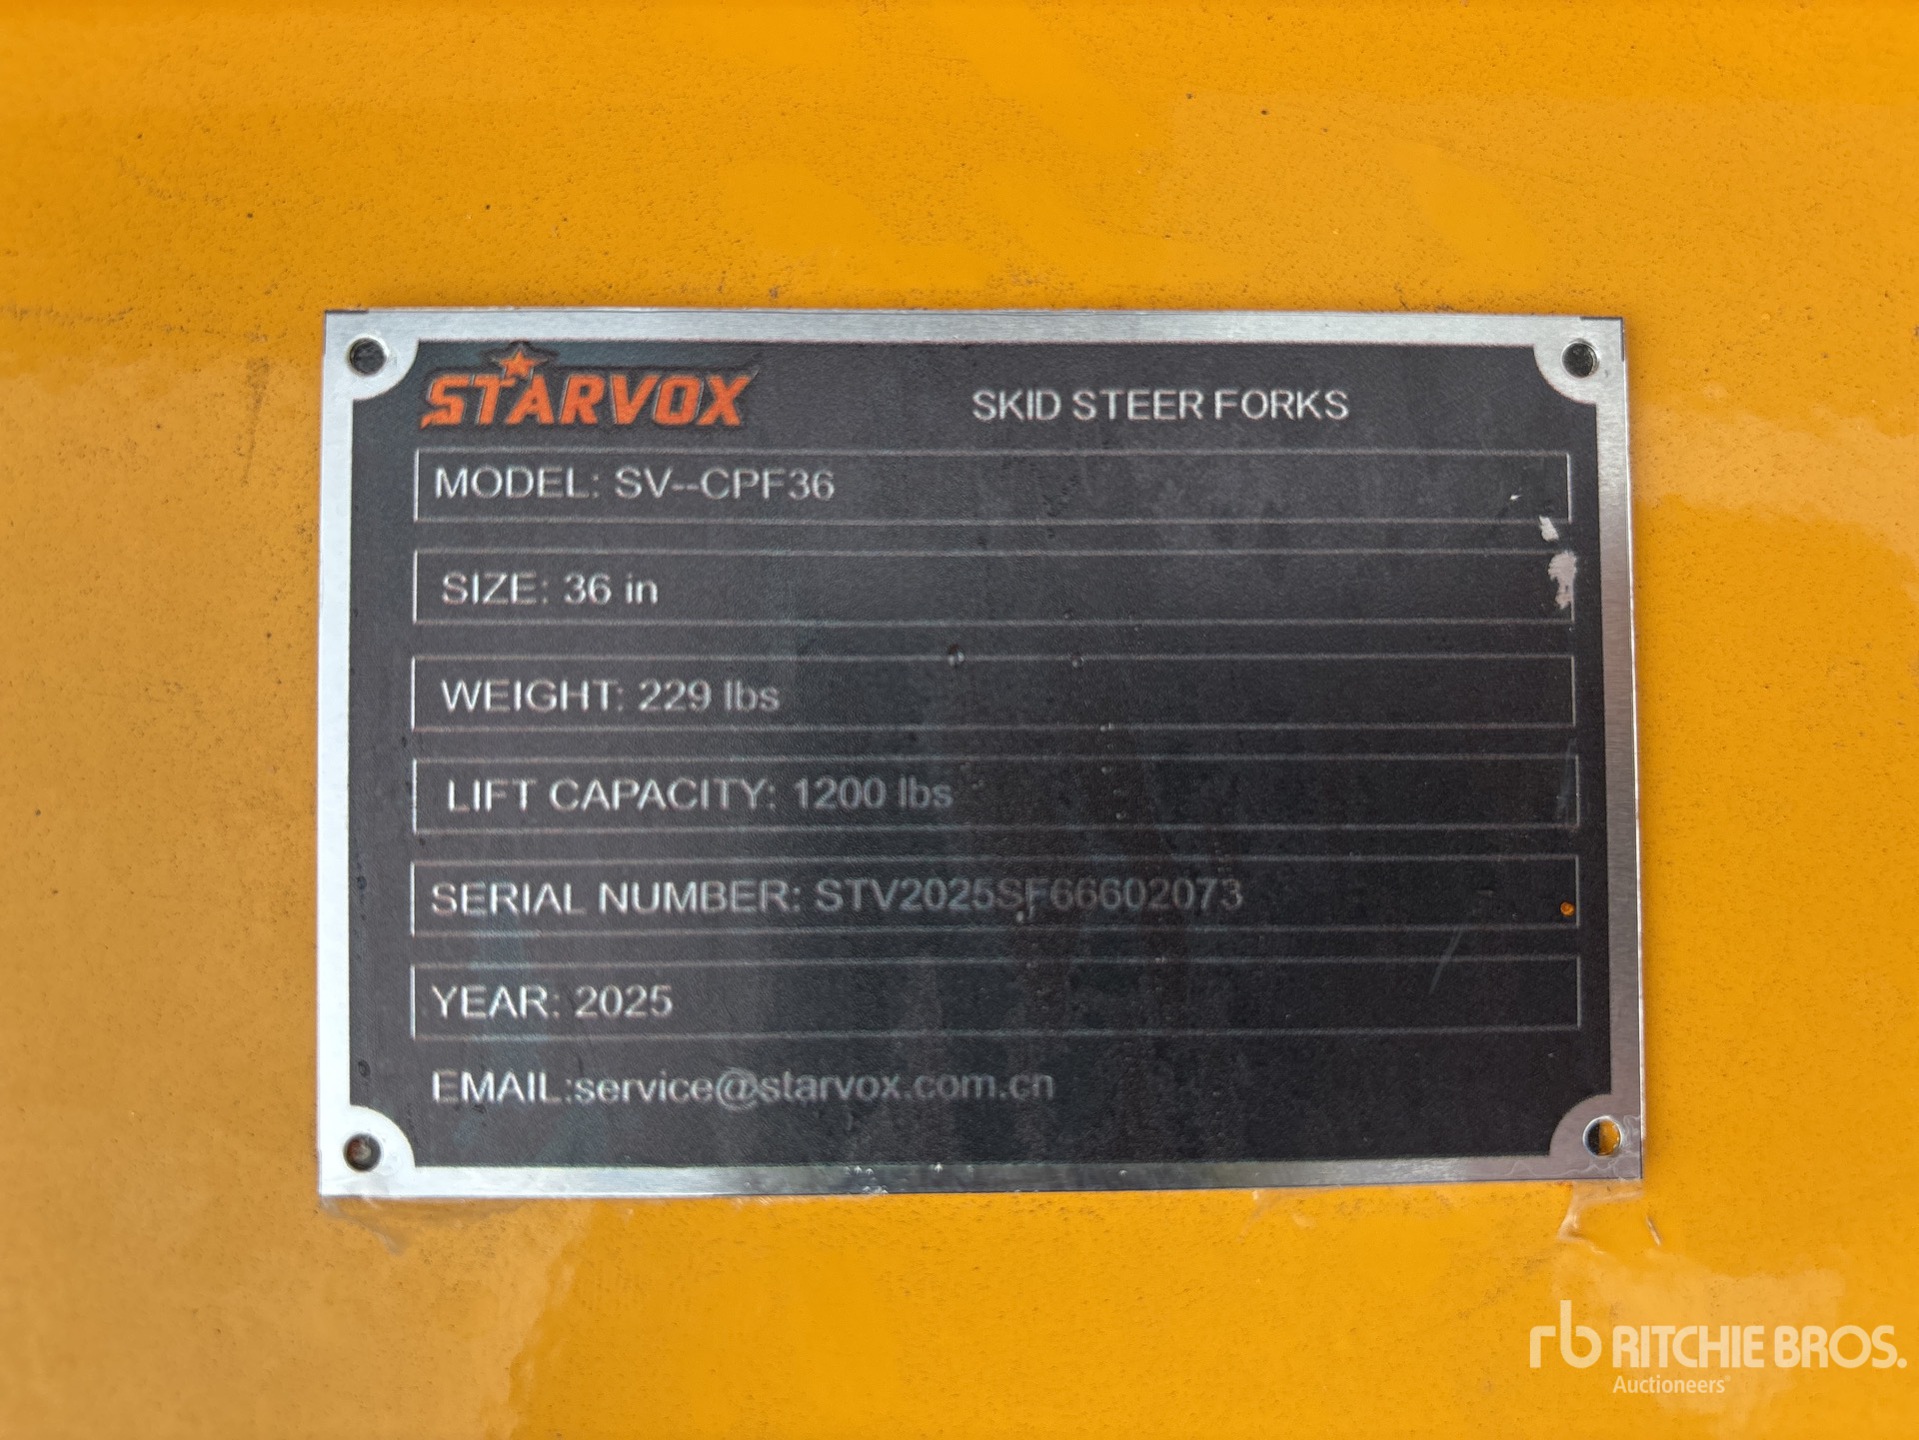 STARVOX
SKID STEER FORKS
MODEL: SV--CPF36
SIZE: 36 in
WEIGHT: 229 lbs
LIFT CAPACITY: 1200 lbs
SERIAL NUMBER: STV2025SF66602073
YEAR: 2025
EMAIL:service@starvox.com.cn
rb RITCHIE BROS.
Auctioneers